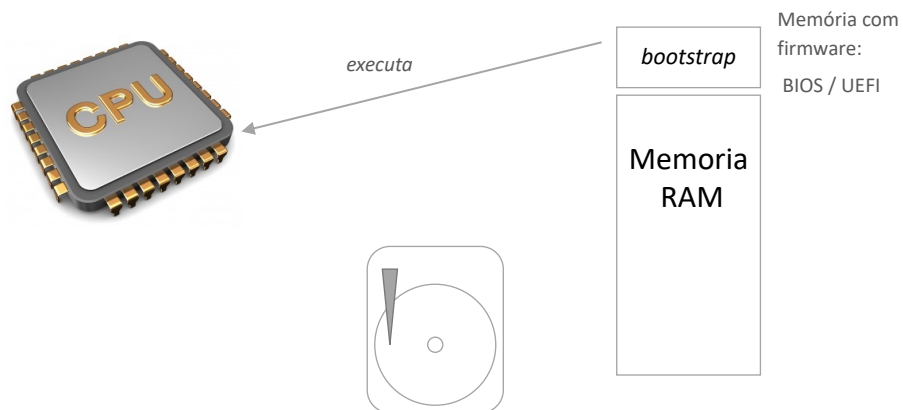 CPU
executa
bootstrap
Memória com
firmware:
BIOS / UEFI
Memoria
RAM